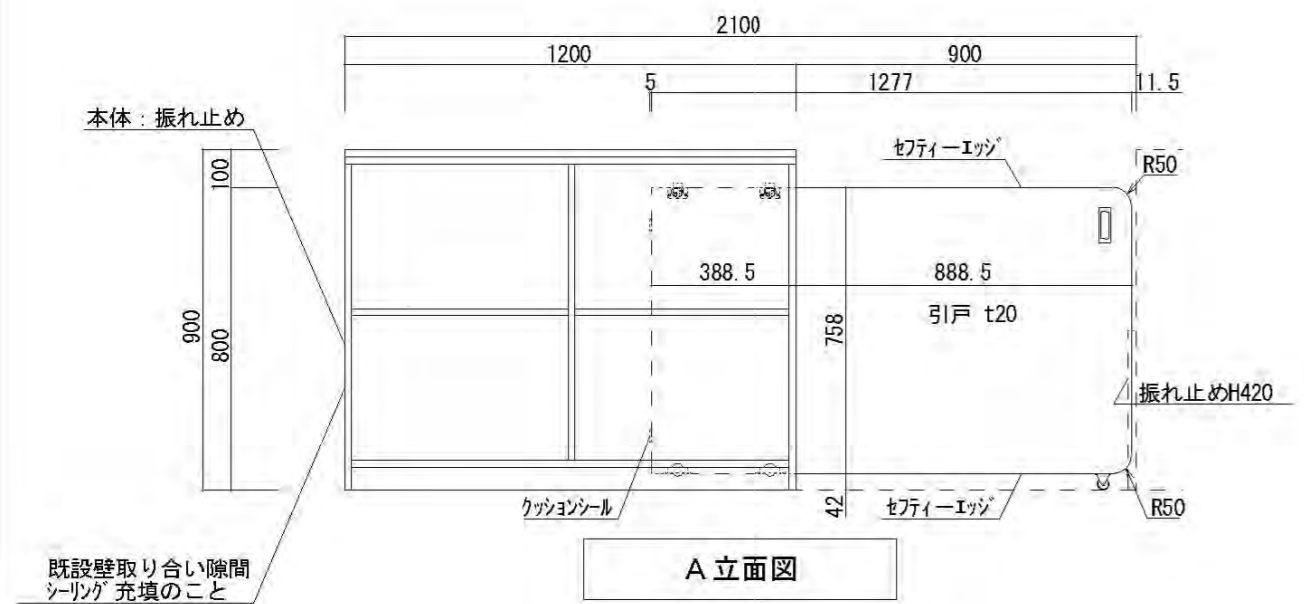 2100
1200
900
5
1277
11.5
本体：振れ止め
セフティーエッジ
R50
100
388.5
888.5
引戸 t20
900
800
758
振れ止めH420
クッションシール
42
セフティーエッジ
R50
A立面図
既設壁取り合い隙間
シーリング充填のこと